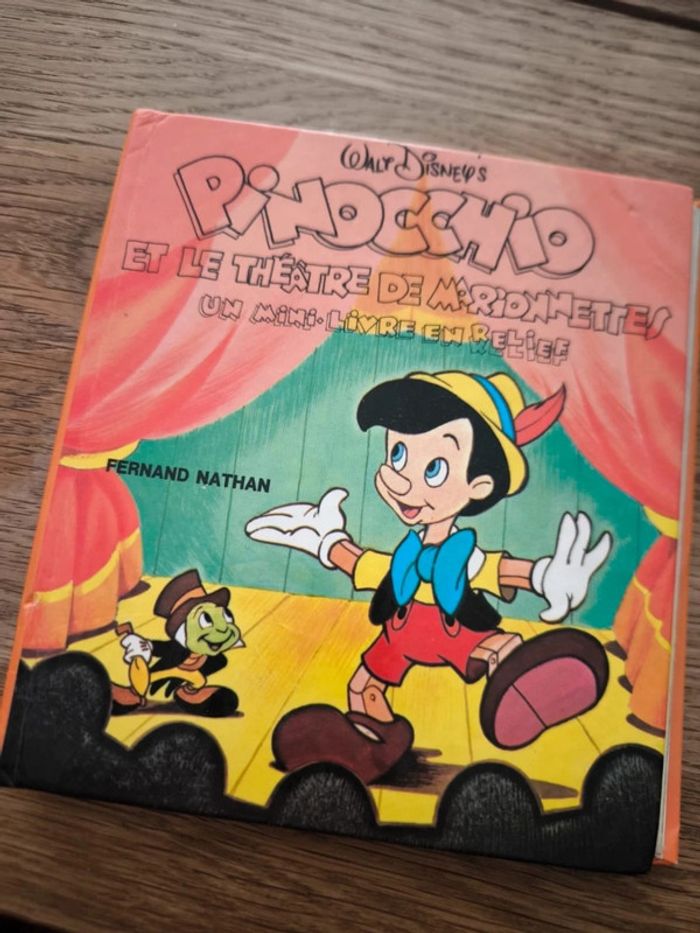 WALT DISNEY'S
PINOCCHIO
ET LE THÉÂTRE DE MARIONNETTES
UN MINI-LIVRE EN RELIEF
FERNAND NATHAN